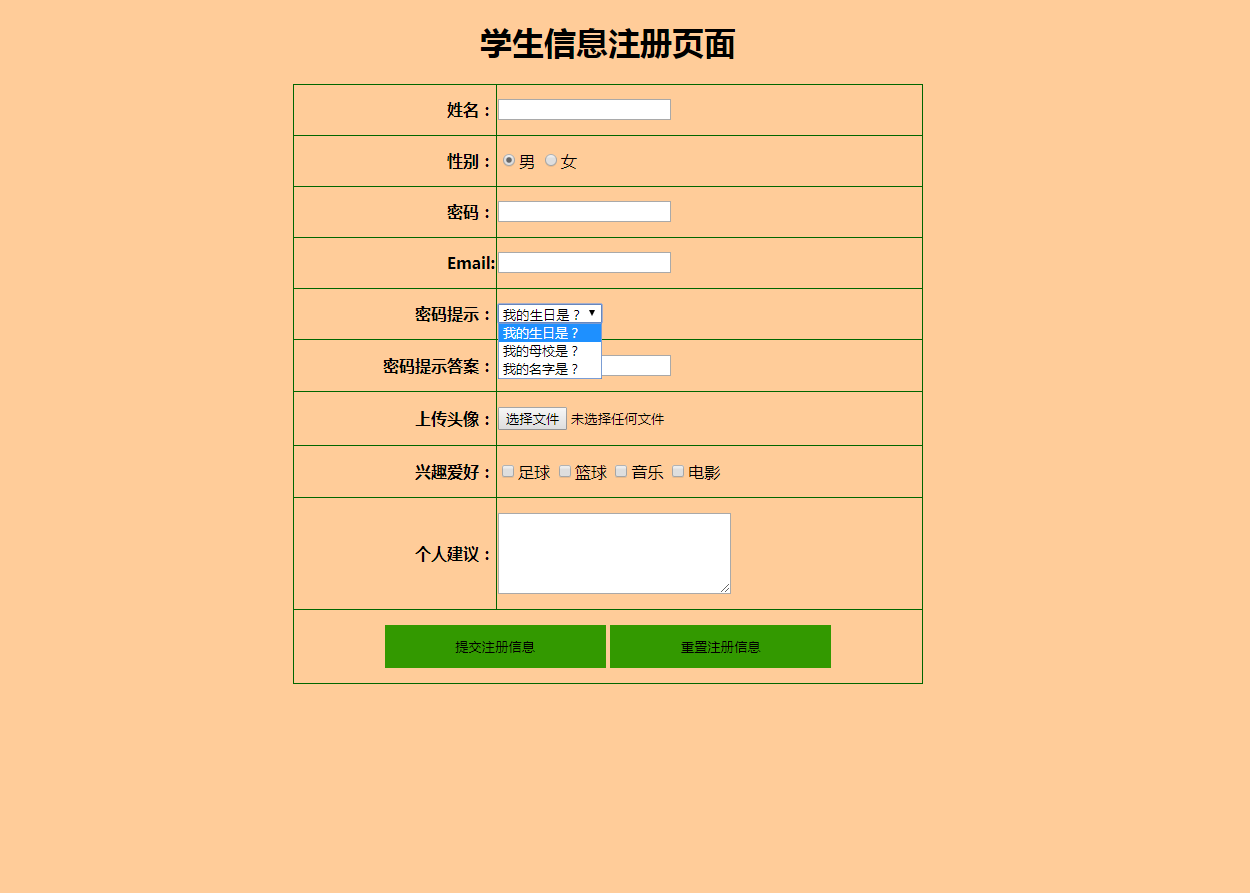 学生信息注册页面
姓名：
性别： 男 女
密码：
Email:
密码提示： 我的生日是？
我的生日是？
我的母校是？
密码提示答案：
我的名字是？
上传头像： 选择文件 未选择任何文件
兴趣爱好： 足球 篮球 音乐 电影
个人建议：
提交注册信息 重置注册信息